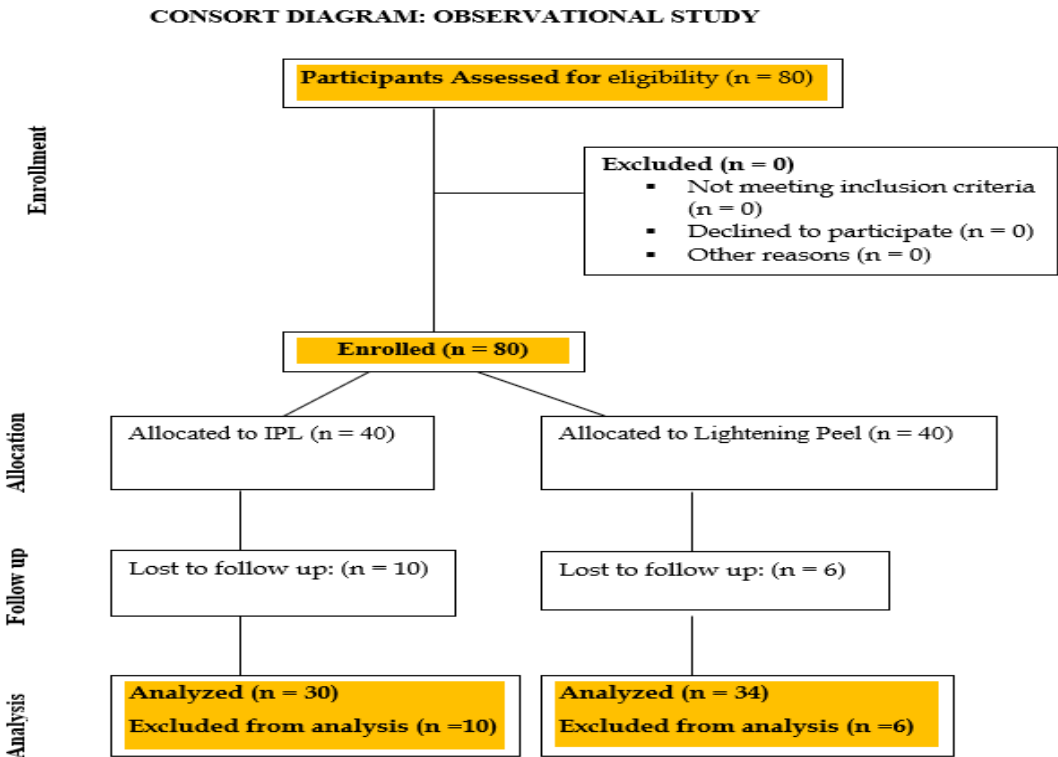 CONSORT DIAGRAM: OBSERVATIONAL STUDY
Participants Assessed for eligibility (n = 80)
Enrollment
Excluded (n = 0)
▪ Not meeting inclusion criteria
(n = 0)
▪ Declined to participate (n = 0)
▪ Other reasons (n = 0)
Enrolled (n = 80)
Allocation
Allocated to IPL (n = 40)
Allocated to Lightening Peel (n = 40)
Follow up
Lost to follow up: (n = 10)
Lost to follow up: (n = 6)
Analysis
Analyzed (n = 30)
Excluded from analysis (n =10)
Analyzed (n = 34)
Excluded from analysis (n =6)